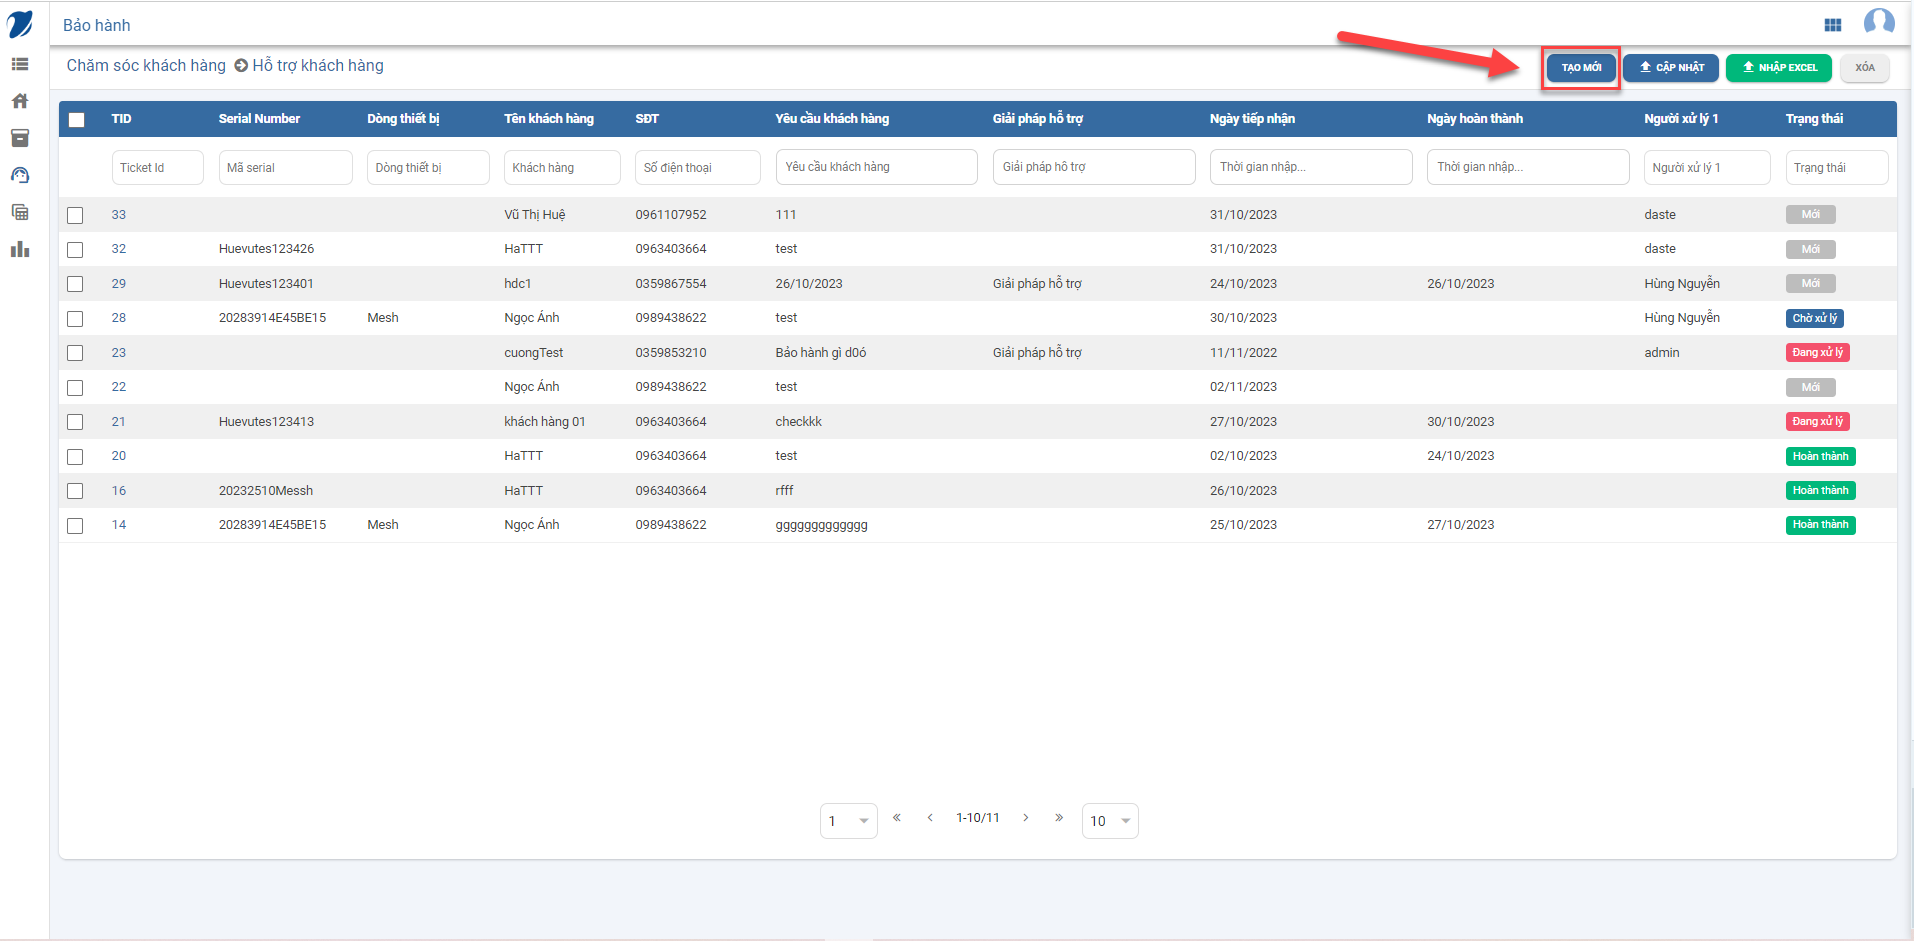 Bảo hành
Chăm sóc khách hàng Hỗ trợ khách hàng
TẠO MỚI CẬP NHẬT NHẬP EXCEL XÓA
TID Serial Number Dòng thiết bị Tên khách hàng SĐT Yêu cầu khách hàng Giải pháp hỗ trợ Ngày tiếp nhận Ngày hoàn thành Người xử lý 1 Trạng thái
Ticket Id Mã serial Dòng thiết bị Khách hàng Số điện thoại Yêu cầu khách hàng Giải pháp hỗ trợ Thời gian nhập... Thời gian nhập... Người xử lý 1 Trạng thái
33 Vũ Thị Huệ 0961107952 111 31/10/2023 daste Mới
32 Huevutes123426 HaTTT 0963403664 test 31/10/2023 daste Mới
29 Huevutes123401 hdc1 0359867554 26/10/2023 Giải pháp hỗ trợ 24/10/2023 26/10/2023 Hùng Nguyễn Mới
28 20283914E45BE15 Mesh Ngọc Ánh 0989438622 test 30/10/2023 Hùng Nguyễn Chờ xử lý
23 cuongTest 0359853210 Bảo hành gì d0ó Giải pháp hỗ trợ 11/11/2022 admin Đang xử lý
22 Ngọc Ánh 0989438622 test 02/11/2023 Mới
21 Huevutes123413 khách hàng 01 0963403664 checkkk 27/10/2023 30/10/2023 Đang xử lý
20 HaTTT 0963403664 test 02/10/2023 24/10/2023 Hoàn thành
16 20232510Messh HaTTT 0963403664 rfff 26/10/2023 Hoàn thành
14 20283914E45BE15 Mesh Ngọc Ánh 0989438622 ggggggggggggg 25/10/2023 27/10/2023 Hoàn thành
1 « ‹ 1-10/11 › » 10